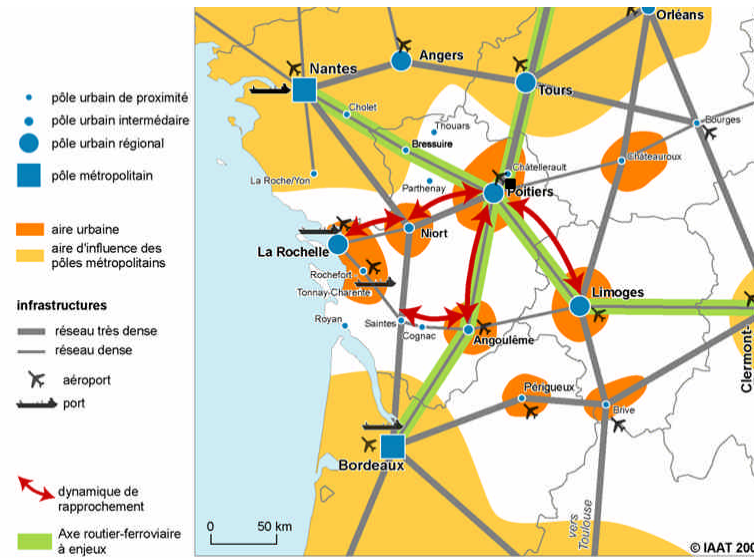 pôle urbain de proximité
pôle urbain intermédaire
pôle urbain régional
pôle métropolitain
aire urbaine
aire d'influence des
pôles métropolitains
infrastructures
réseau très dense
réseau dense
aéroport
port
dynamique de
rapprochement
Axe routier-ferroviaire
à enjeux
Orléans
Angers
Nantes
Tours
Cholet
Bourges
Thouars
Bressuire
Châteauroux
Châtellerault
La Roche/Yon
Parthenay
Poitiers
Niort
La Rochelle
Rochefort
Tonnay-Charente
Limoges
Royan
Saintes
Cognac
Angoulême
Clermont-
Périgueux
Brive
Bordeaux
vers
Toulouse
0 50 km
© IAAT 200